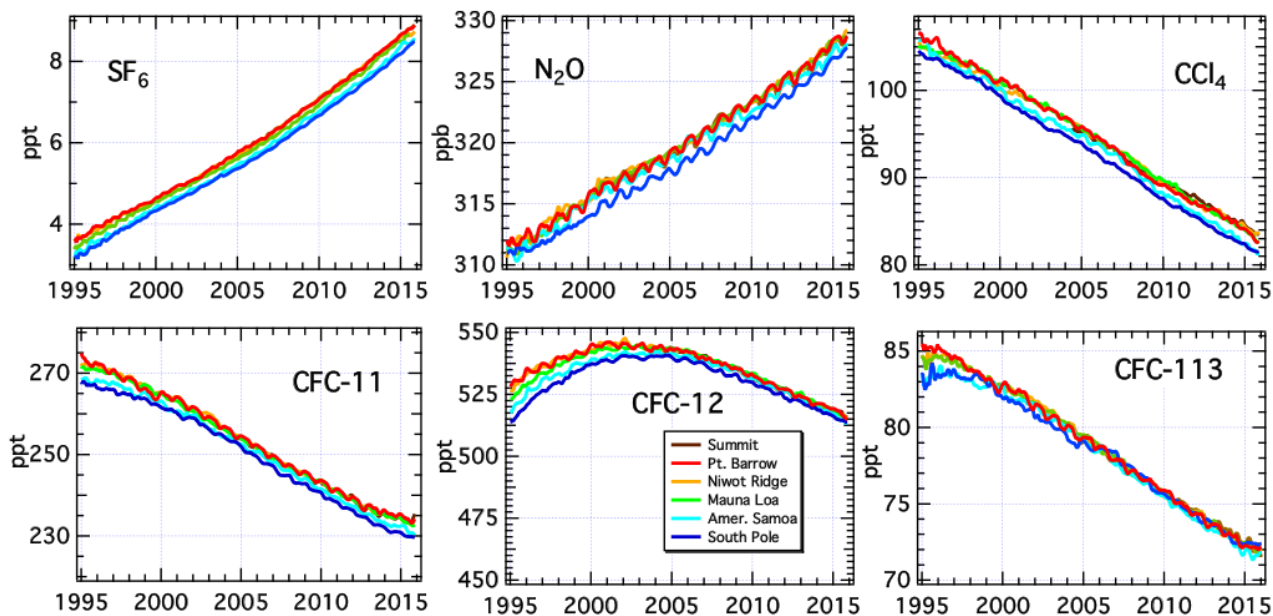 SF6
ppt
8
6
4
1995 2000 2005 2010 2015
N2O
ppb
330
325
320
315
310
1995 2000 2005 2010 2015
CCl4
ppt
100
90
80
1995 2000 2005 2010 2015
CFC-11
ppt
270
250
230
1995 2000 2005 2010 2015
CFC-12
ppt
550
525
500
475
450
Summit
Pt. Barrow
Niwot Ridge
Mauna Loa
Amer. Samoa
South Pole
1995 2000 2005 2010 2015
CFC-113
ppt
85
80
75
70
1995 2000 2005 2010 2015